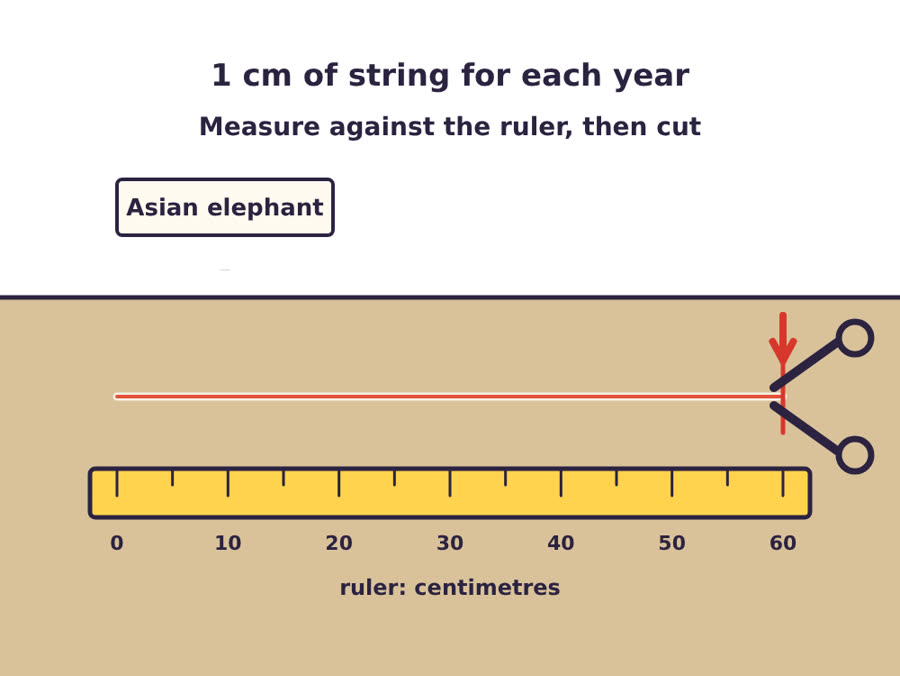 1 cm of string for each year
Measure against the ruler, then cut
Asian elephant
0 10 20 30 40 50 60
ruler: centimetres